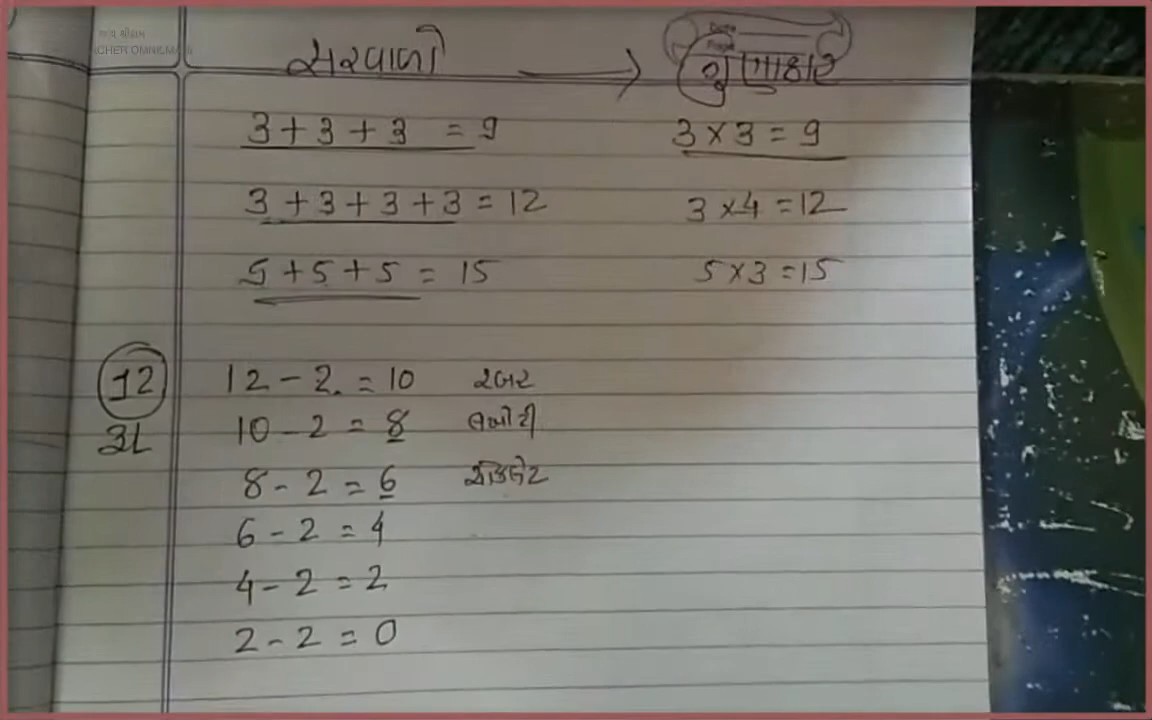 સરવાળો → ગુણાકાર
3 + 3 + 3 = 9 3 × 3 = 9
3 + 3 + 3 + 3 = 12 3 × 4 = 12
5 + 5 + 5 = 15 5 × 3 = 15
12 12 - 2 = 10 રબર
10 - 2 = 8 લખોટી
8 - 2 = 6 ચોકલેટ
6 - 2 = 4
4 - 2 = 2
2 - 2 = 0